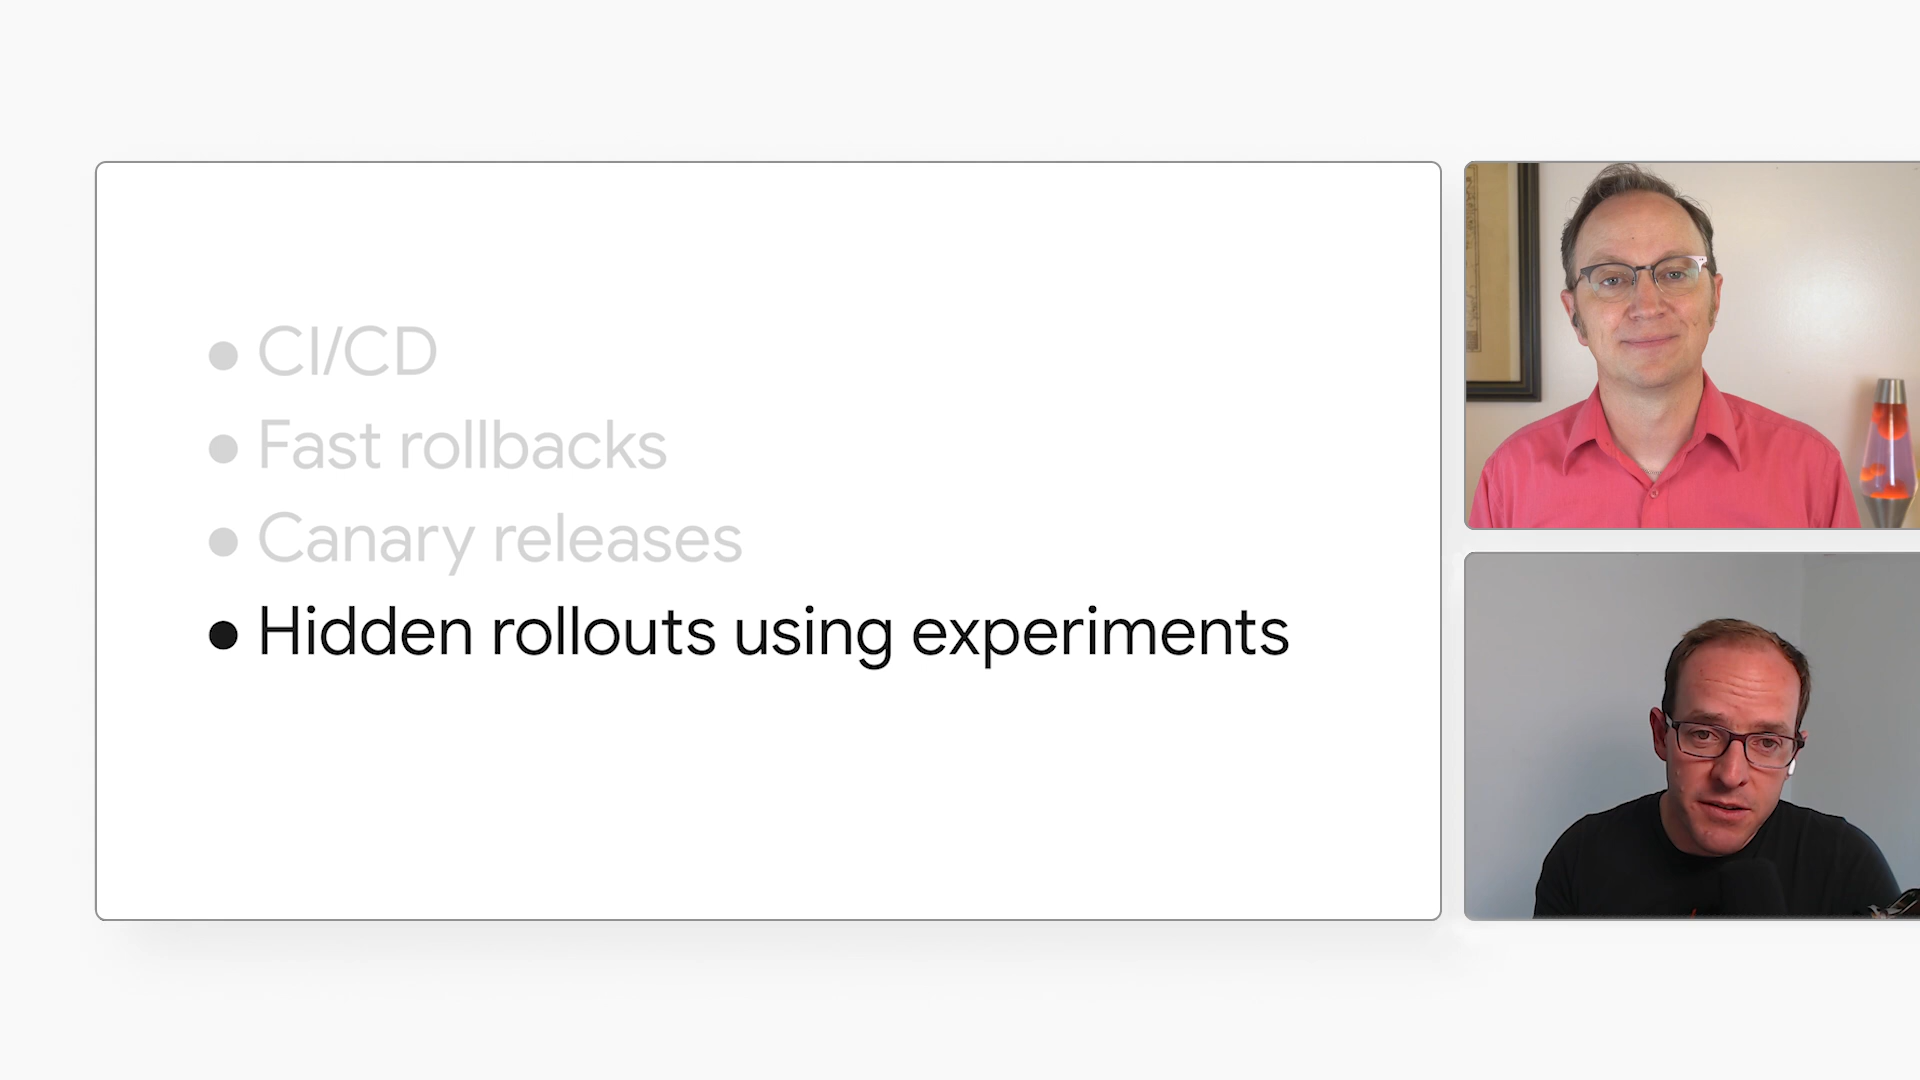 ● CI/CD
● Fast rollbacks
● Canary releases
● Hidden rollouts using experiments